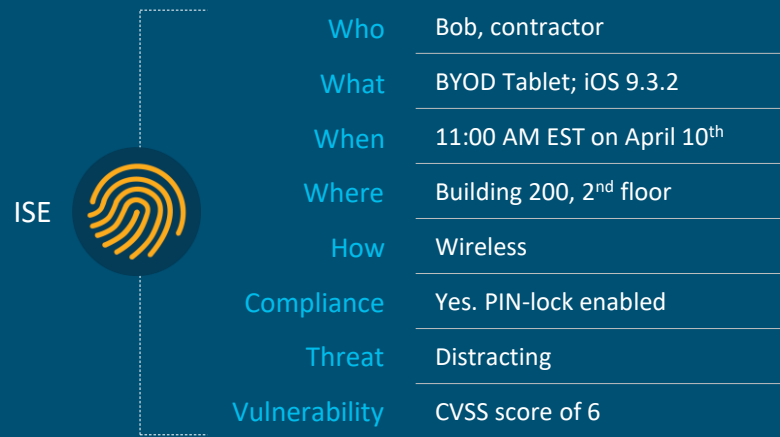 Who Bob, contractor
What BYOD Tablet; iOS 9.3.2
When 11:00 AM EST on April 10th
Where Building 200, 2nd floor
ISE
How Wireless
Compliance Yes. PIN-lock enabled
Threat Distracting
Vulnerability CVSS score of 6